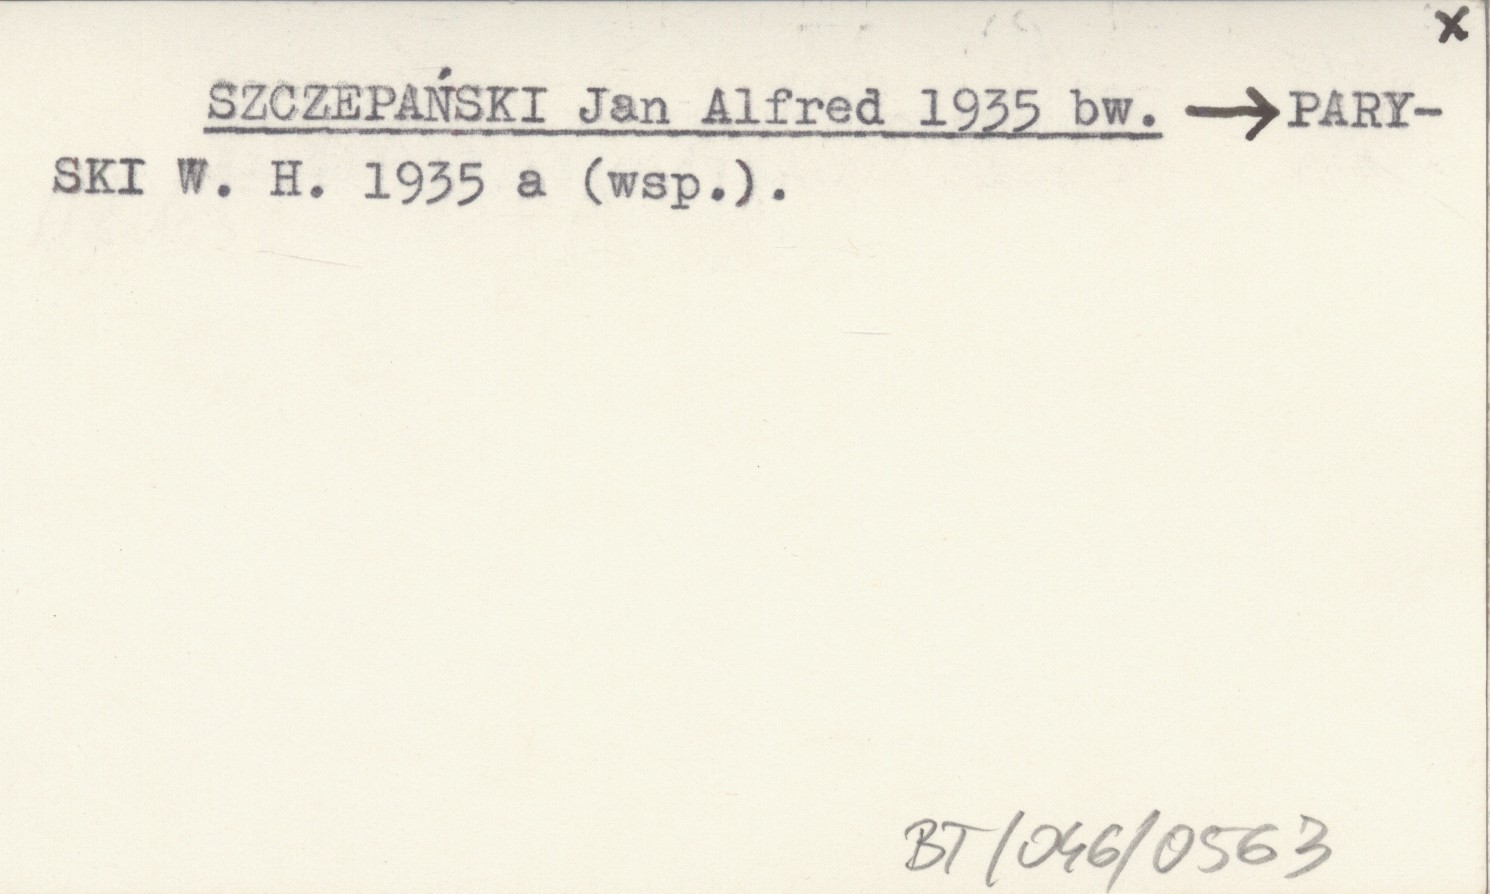 x
SZCZEPAŃSKI Jan Alfred 1935 bw. → PARY-
SKI W. H. 1935 a (wsp.).
BT/046/0563